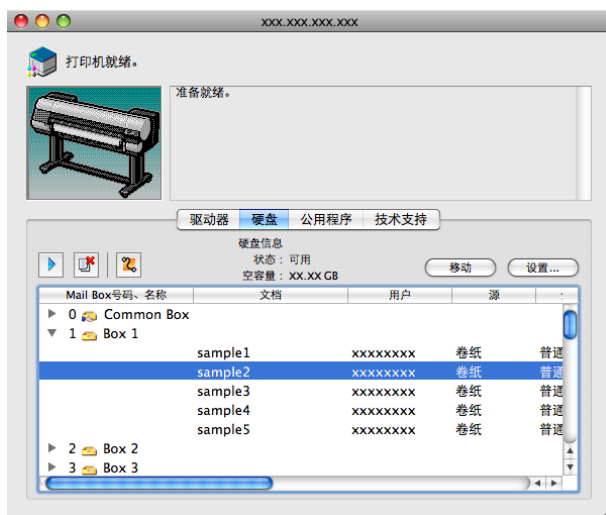 xxx.xxx.xxx.xxx
打印机就绪。
准备就绪。
驱动器 硬盘 公用程序 技术支持
硬盘信息
状态： 可用
空容量： XX.XX GB
移动 设置...
Mail Box号码、名称 文档 用户 源
0 Common Box
1 Box 1
sample1 xxxxxxxx 卷纸 普通
sample2 xxxxxxxx 卷纸 普通
sample3 xxxxxxxx 卷纸 普通
sample4 xxxxxxxx 卷纸 普通
sample5 xxxxxxxx 卷纸 普通
2 Box 2
3 Box 3